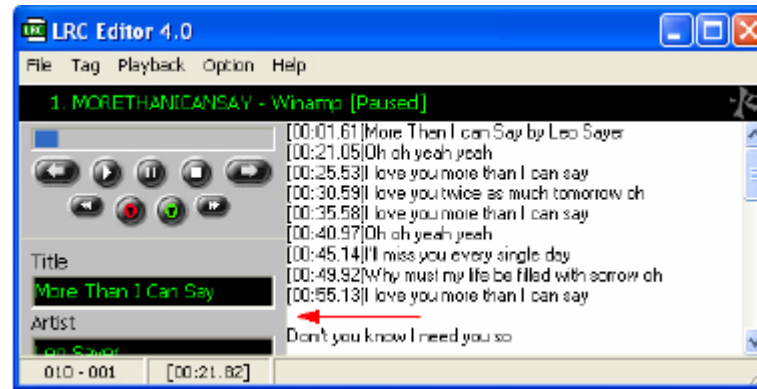 LRC Editor 4.0
File Tag Playback Option Help
1. MORETHANICANSAY - Winamp [Paused]
[00:01.61]More Than I can Say by Leo Sayer
[00:21.05]Oh oh yeah yeah
[00:25.53]I love you more than I can say
[00:30.59]I love you twice as much tomorrow oh
[00:35.58]I love you more than I can say
[00:40.97]Oh oh yeah yeah
[00:45.14]I'll miss you every single day
[00:49.92]Why must my life be filled with sorrow oh
[00:55.13]I love you more than I can say
Don't you know I need you so
Title
More Than I Can Say
Artist
Leo Sayer
010 - 001 [00:21.82]